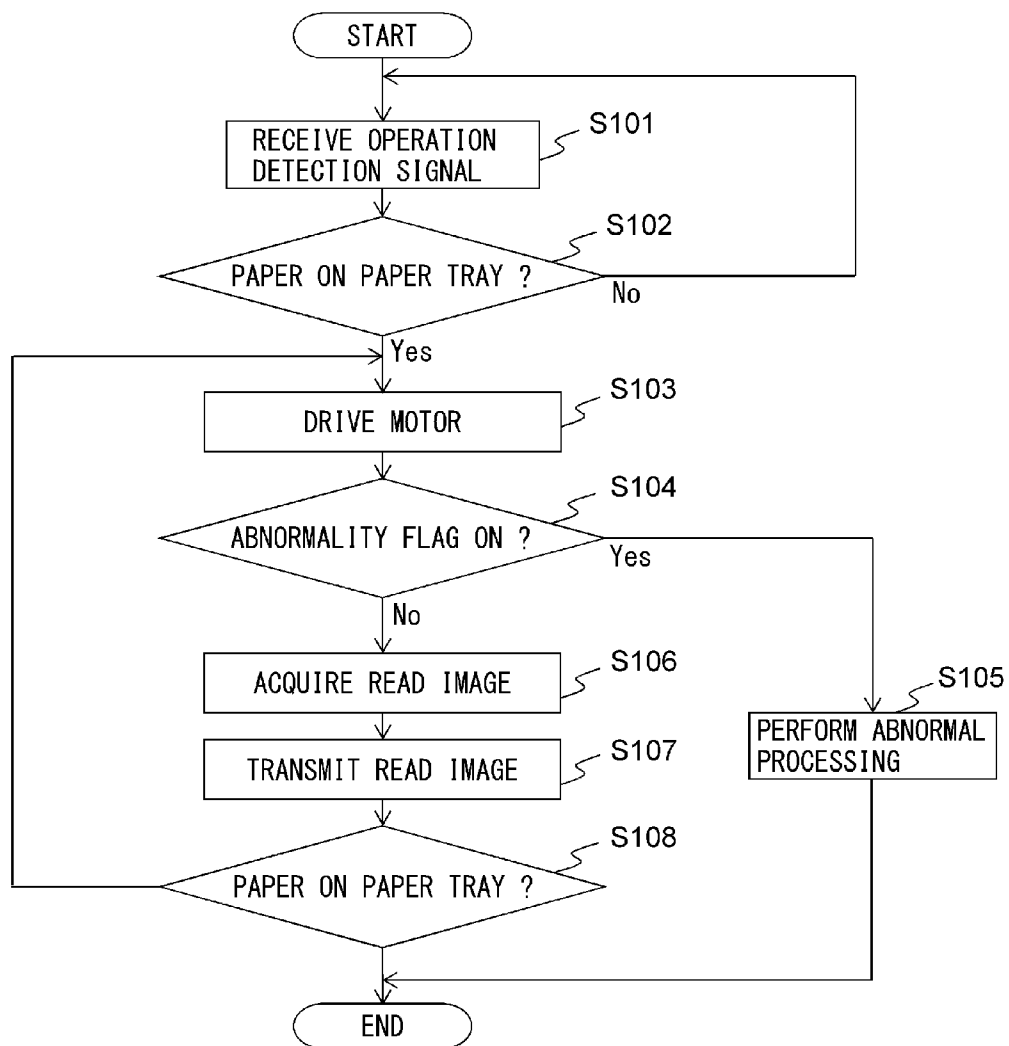 START
RECEIVE OPERATION
DETECTION SIGNAL
S101
PAPER ON PAPER TRAY ?
S102
No
Yes
DRIVE MOTOR
S103
ABNORMALITY FLAG ON ?
S104
Yes
No
ACQUIRE READ IMAGE
S106
PERFORM ABNORMAL
PROCESSING
S105
TRANSMIT READ IMAGE
S107
PAPER ON PAPER TRAY ?
S108
END